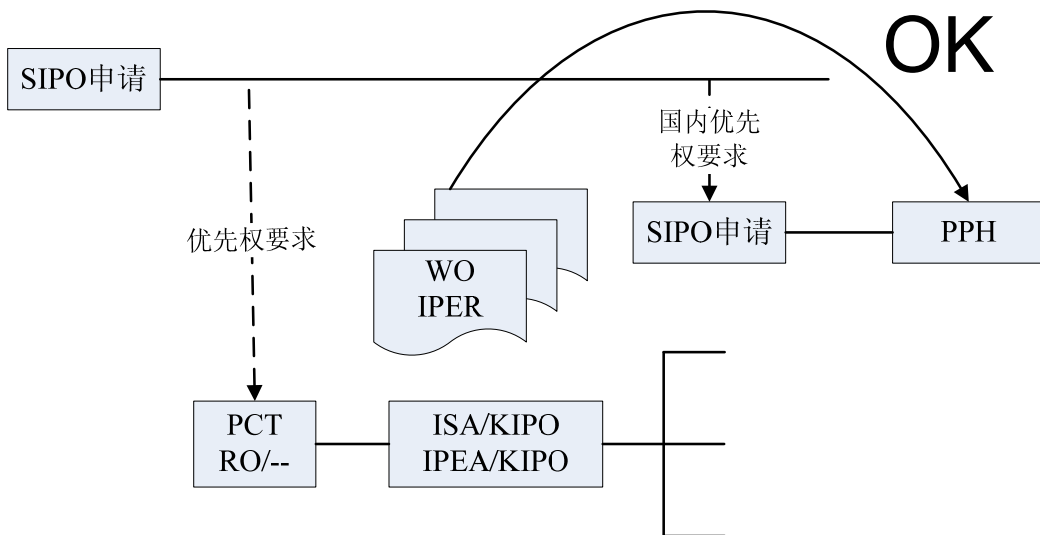 OK
SIPO申请
国内优先
权要求
SIPO申请
PPH
优先权要求
WO
IPER
PCT
RO/--
ISA/KIPO
IPEA/KIPO